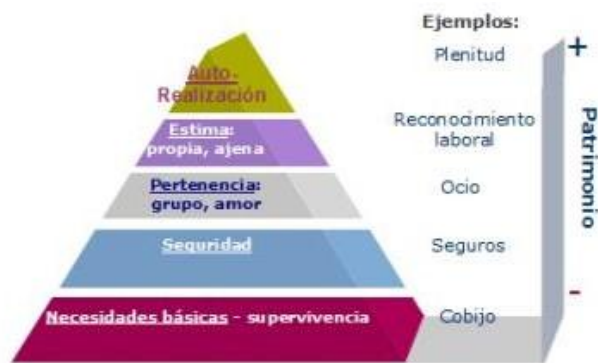 Ejemplos:
Auto-
Realización
Plenitud
Estima:
propia, ajena
Reconocimiento
laboral
Pertenencia:
grupo, amor
Ocio
Seguridad
Seguros
Necesidades básicas - supervivencia
Cobijo
+
Patrimonio
-